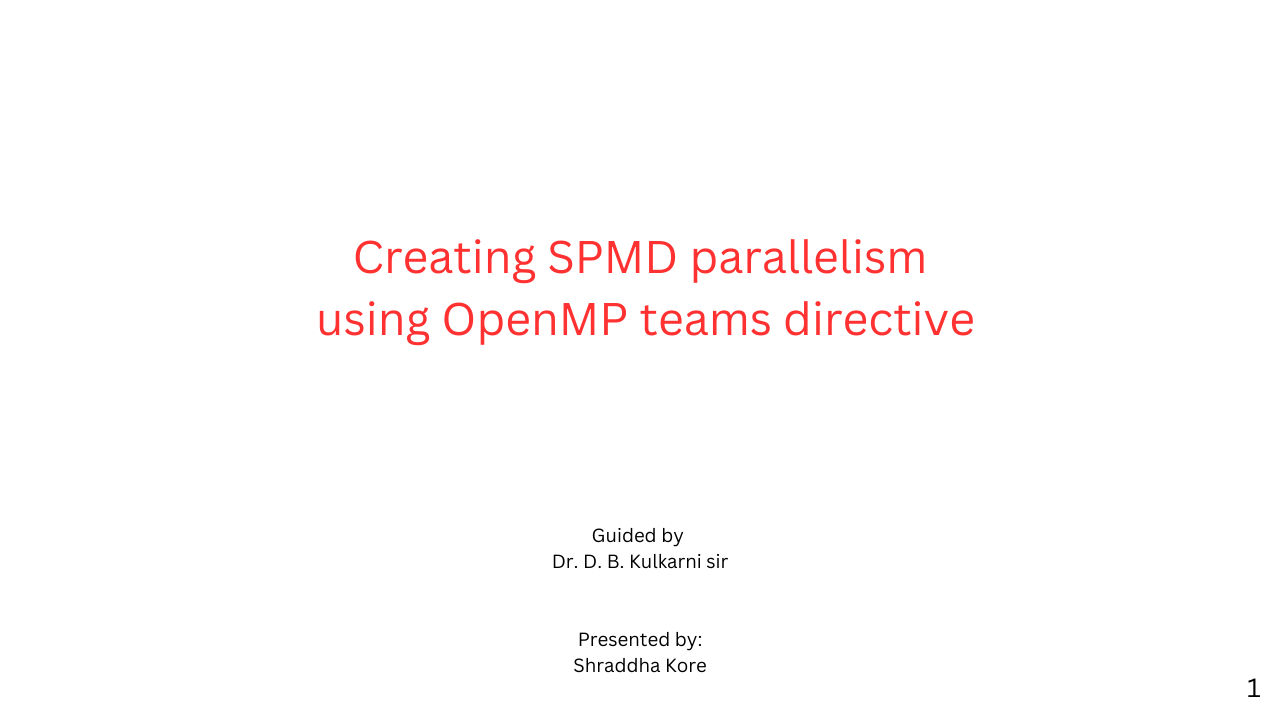 Creating SPMD parallelism
using OpenMP teams directive
Guided by
Dr. D. B. Kulkarni sir
Presented by:
Shraddha Kore
1